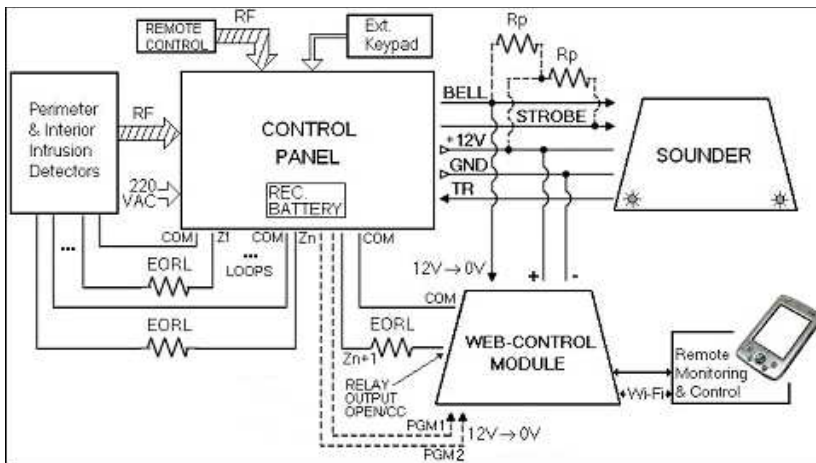 RF
REMOTE
CONTROL
Ext.
Keypad
Rp
Rp
Perimeter
& Interior
Intrusion
Detectors
RF
220
VAC
CONTROL
PANEL
REC.
BATTERY
BELL
STROBE
+12V
GND
TR
SOUNDER
COM
Z1
COM
Zn
COM
...
...
LOOPS
EORL
EORL
12V→0V
+
-
COM
EORL
Zn+1
WEB-CONTROL
MODULE
RELAY
OUTPUT
OPEN/CC
Wi-Fi
Remote
Monitoring
& Control
PGM1
PGM2
12V→0V